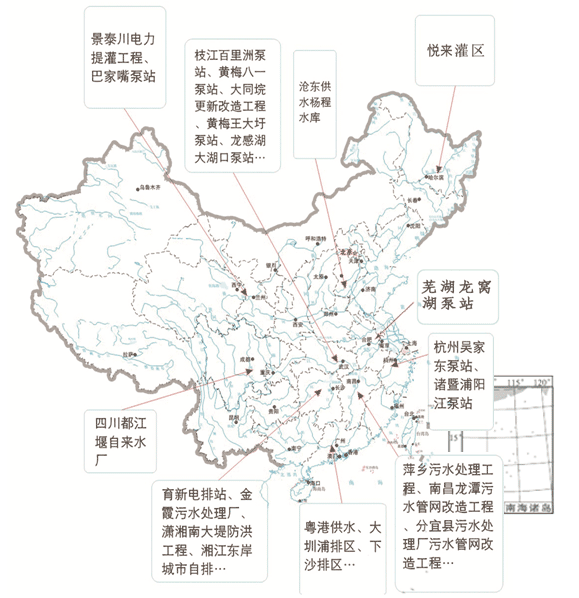 景泰川电力
提灌工程、
巴家嘴泵站
枝江百里洲泵
站、黄梅八一
泵站、大同垸
更新改造工程
、黄梅王大圩
泵站、龙感湖
大湖口泵站…
沧东供
水杨程
水库
悦来灌区
乌鲁木齐
哈尔滨
长春
沈阳
呼和浩特
北京
天津
银川
太原
济南
西宁
兰州
郑州
西安
芜湖龙窝
湖泵站
合肥
南京
上海
杭州吴家
东泵站、
诸暨浦阳
江泵站
拉萨
成都
重庆
武汉
杭州
南昌
长沙
贵阳
昆明
福州
台北
四川都江
堰自来水
厂
南宁
广州
香港
澳门
海口
115°
120°
15°
南海诸岛
育新电排站、金
霞污水处理厂、
潇湘南大堤防洪
工程、湘江东岸
城市自排…
粤港供水、大
圳浦排区、下
沙排区…
萍乡污水处理工
程、南昌龙潭污
水管网改造工程
、分宜县污水处
理厂污水管网改
造工程…